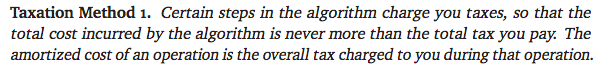 Taxation Method 1. Certain steps in the algorithm charge you taxes, so that the
total cost incurred by the algorithm is never more than the total tax you pay. The
amortized cost of an operation is the overall tax charged to you during that operation.